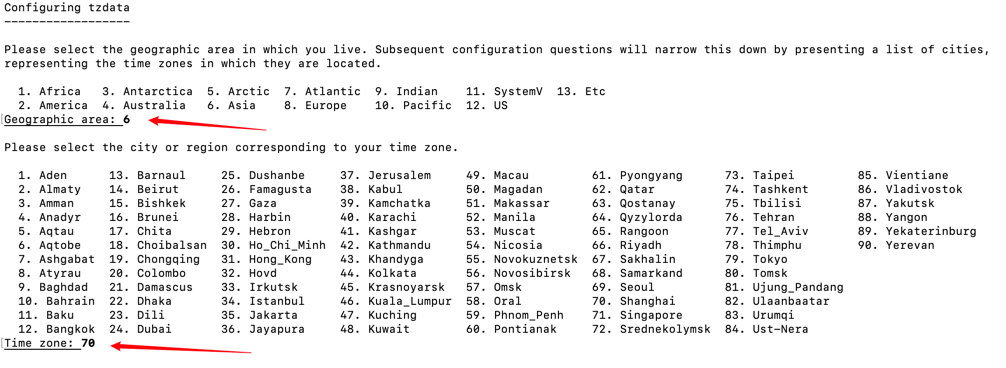 Configuring tzdata
------------------
Please select the geographic area in which you live. Subsequent configuration questions will narrow this down by presenting a list of cities,
representing the time zones in which they are located.
1. Africa 3. Antarctica 5. Arctic 7. Atlantic 9. Indian 11. SystemV 13. Etc
2. America 4. Australia 6. Asia 8. Europe 10. Pacific 12. US
Geographic area: 6
Please select the city or region corresponding to your time zone.
1. Aden 13. Barnaul 25. Dushanbe 37. Jerusalem 49. Macau 61. Pyongyang 73. Taipei 85. Vientiane
2. Almaty 14. Beirut 26. Famagusta 38. Kabul 50. Magadan 62. Qatar 74. Tashkent 86. Vladivostok
3. Amman 15. Bishkek 27. Gaza 39. Kamchatka 51. Makassar 63. Qostanay 75. Tbilisi 87. Yakutsk
4. Anadyr 16. Brunei 28. Harbin 40. Karachi 52. Manila 64. Qyzylorda 76. Tehran 88. Yangon
5. Aqtau 17. Chita 29. Hebron 41. Kashgar 53. Muscat 65. Rangoon 77. Tel_Aviv 89. Yekaterinburg
6. Aqtobe 18. Choibalsan 30. Ho_Chi_Minh 42. Kathmandu 54. Nicosia 66. Riyadh 78. Thimphu 90. Yerevan
7. Ashgabat 19. Chongqing 31. Hong_Kong 43. Khandyga 55. Novokuznetsk 67. Sakhalin 79. Tokyo
8. Atyrau 20. Colombo 32. Hovd 44. Kolkata 56. Novosibirsk 68. Samarkand 80. Tomsk
9. Baghdad 21. Damascus 33. Irkutsk 45. Krasnoyarsk 57. Omsk 69. Seoul 81. Ujung_Pandang
10. Bahrain 22. Dhaka 34. Istanbul 46. Kuala_Lumpur 58. Oral 70. Shanghai 82. Ulaanbaatar
11. Baku 23. Dili 35. Jakarta 47. Kuching 59. Phnom_Penh 71. Singapore 83. Urumqi
12. Bangkok 24. Dubai 36. Jayapura 48. Kuwait 60. Pontianak 72. Srednekolymsk 84. Ust-Nera
Time zone: 70